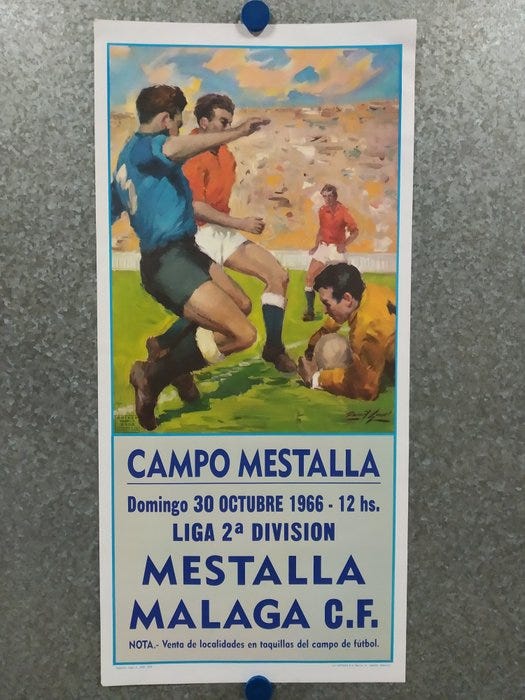 CAMPO MESTALLA
Domingo 30 OCTUBRE 1966 - 12 hs.
LIGA 2ª DIVISION
MESTALLA
MALAGA C.F.
NOTA.- Venta de localidades en taquillas del campo de fútbol.